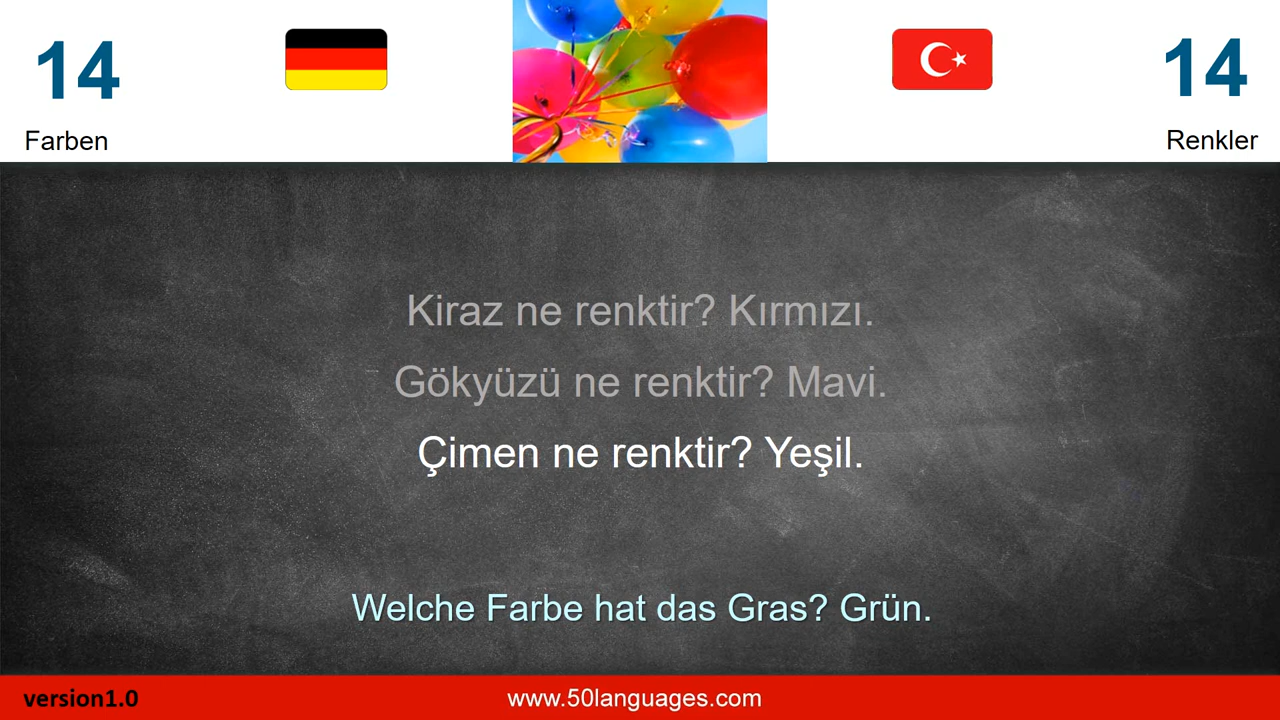 14
14
Farben
Renkler
Kiraz ne renktir? Kırmızı.
Gökyüzü ne renktir? Mavi.
Çimen ne renktir? Yeşil.
Welche Farbe hat das Gras? Grün.
version1.0
www.50languages.com